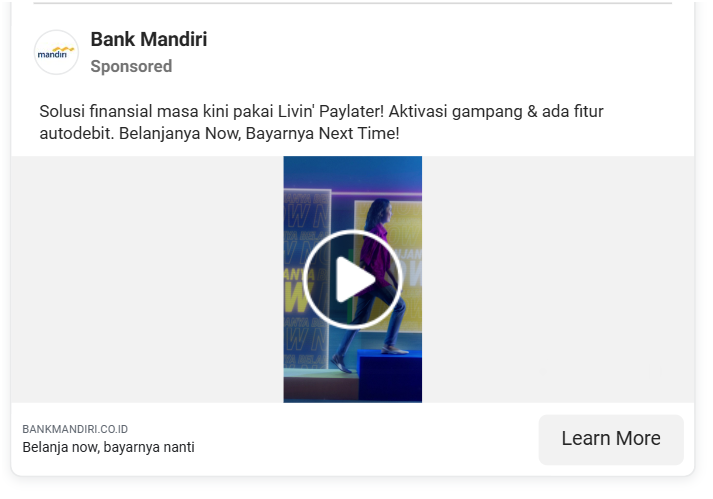 mandiri
Bank Mandiri
Sponsored
Solusi finansial masa kini pakai Livin' Paylater! Aktivasi gampang & ada fitur
autodebit. Belanjanya Now, Bayarnya Next Time!
BANKMANDIRI.CO.ID
Belanja now, bayarnya nanti
Learn More